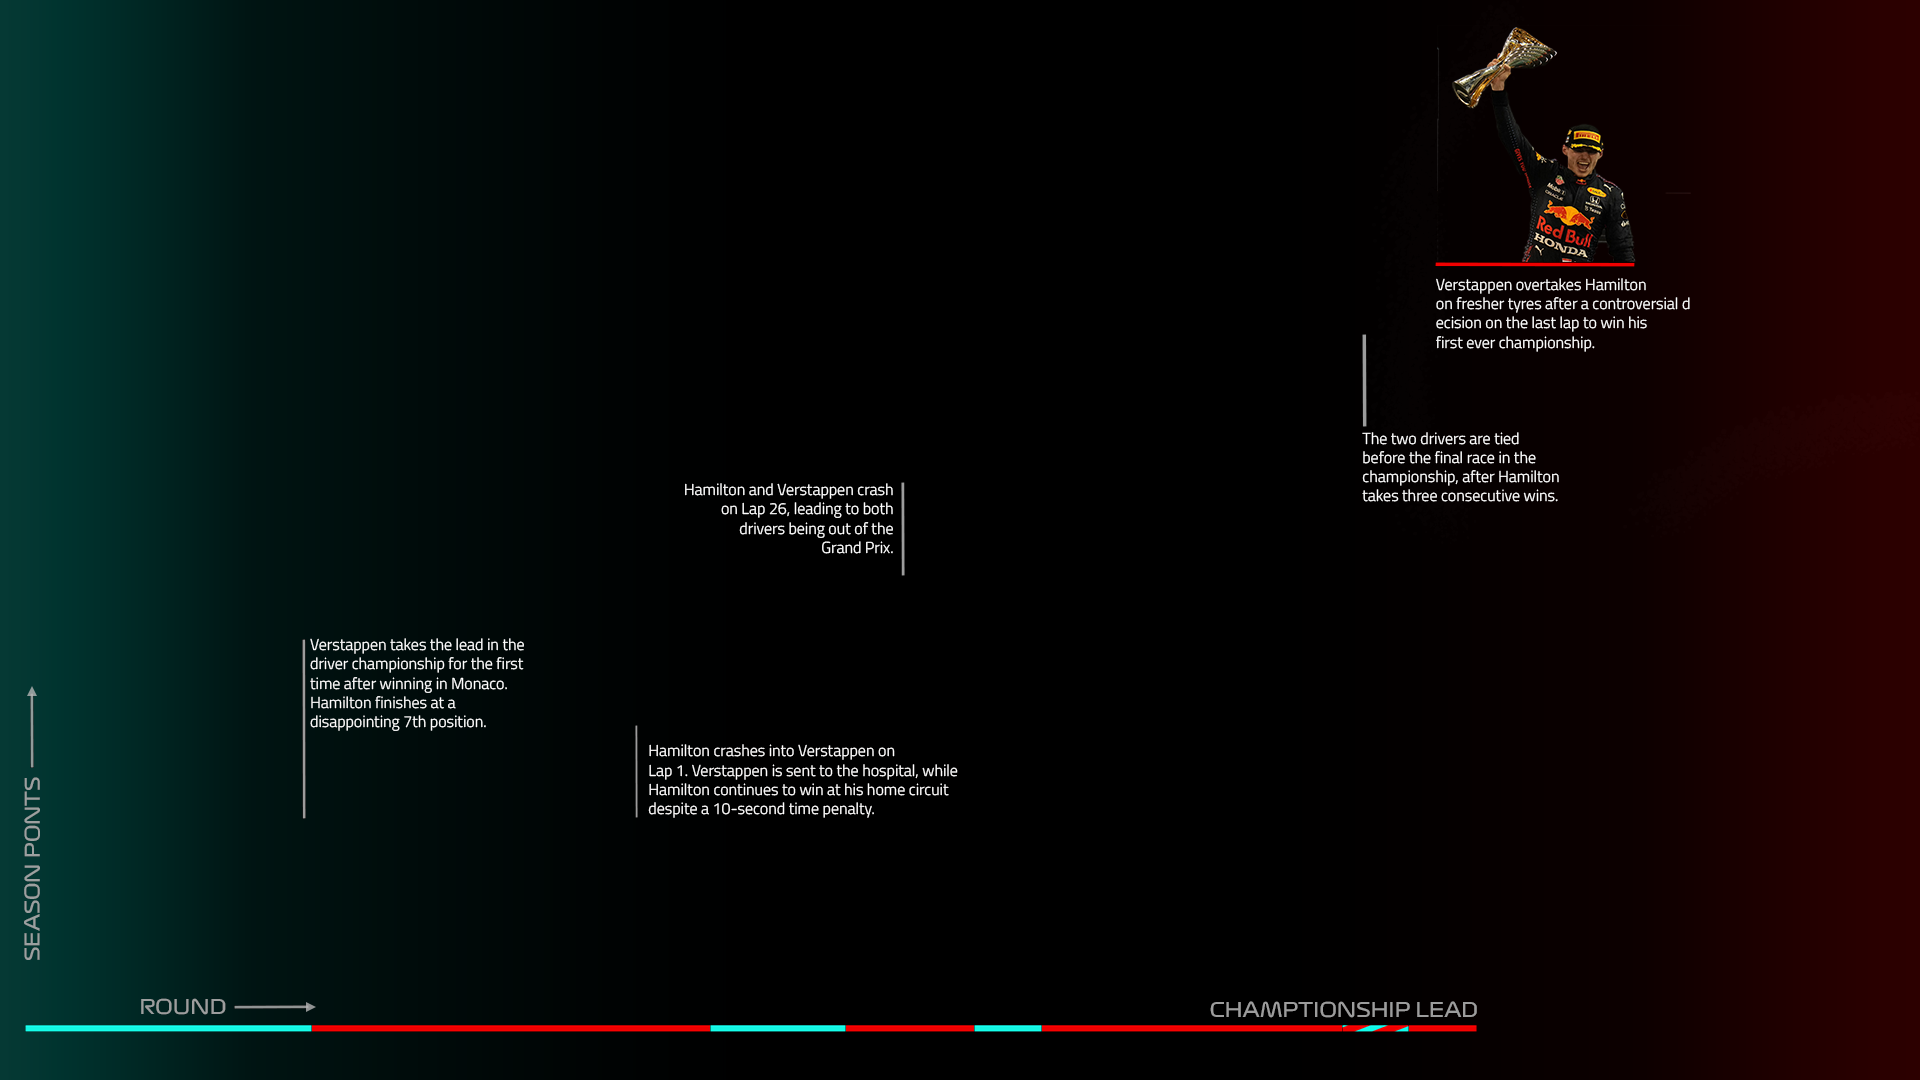 Red Bull
HONDA
Verstappen overtakes Hamilton
on fresher tyres after a controversial d
ecision on the last lap to win his
first ever championship.
The two drivers are tied
before the final race in the
championship, after Hamilton
takes three consecutive wins.
Hamilton and Verstappen crash
on Lap 26, leading to both
drivers being out of the
Grand Prix.
Verstappen takes the lead in the
driver championship for the first
time after winning in Monaco.
Hamilton finishes at a
disappointing 7th position.
Hamilton crashes into Verstappen on
Lap 1. Verstappen is sent to the hospital, while
Hamilton continues to win at his home circuit
despite a 10-second time penalty.
SEASON PONTS
ROUND
CHAMPTIONSHIP LEAD